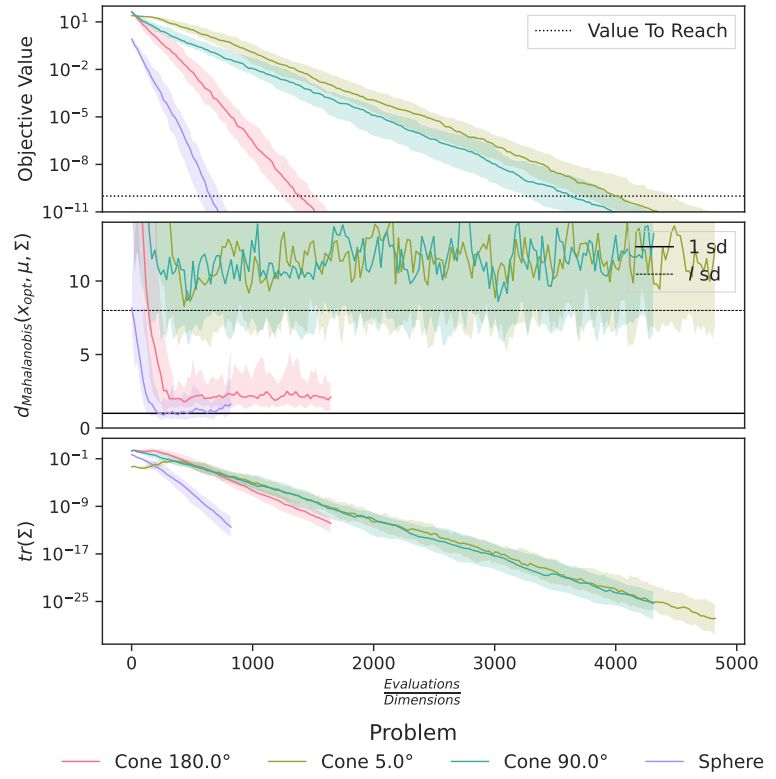 Objective Value
10^1
10^-2
10^-5
10^-8
10^-11
Value To Reach
d_Mahalanobis(x_opt, μ, Σ)
10
5
0
1 sd
l sd
tr(Σ)
10^-1
10^-9
10^-17
10^-25
0 1000 2000 3000 4000 5000
Evaluations
Dimensions
Problem
Cone 180.0° Cone 5.0° Cone 90.0° Sphere